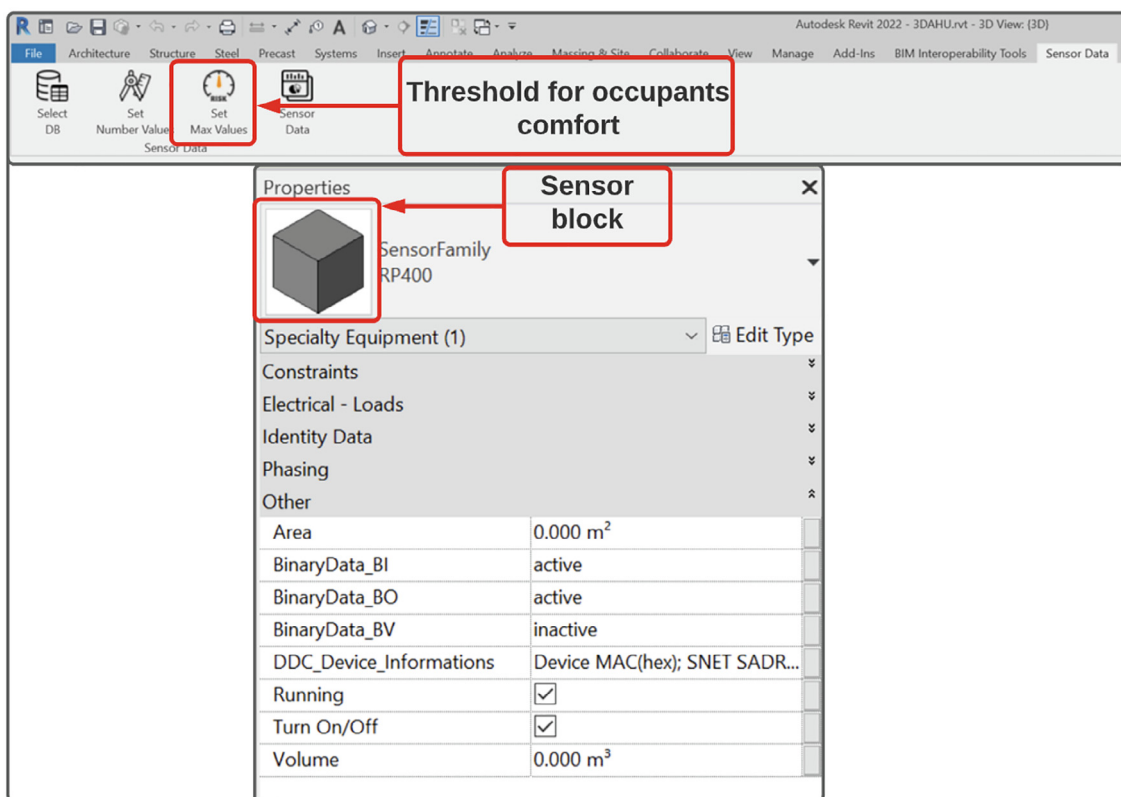 Autodesk Revit 2022 - 3DAHU.rvt - 3D View: {3D}
File Architecture Structure Steel Precast Systems Insert Annotate Analyze Massing & Site Collaborate View Manage Add-Ins BIM Interoperability Tools Sensor Data
Select DB
Set Number Value
RISK
Set Max Values
Sensor Data
Sensor Data
Threshold for occupants
comfort
Properties
Sensor
block
SensorFamily
RP400
Specialty Equipment (1) Edit Type
Constraints
Electrical - Loads
Identity Data
Phasing
Other
Area 0.000 m²
BinaryData_BI active
BinaryData_BO active
BinaryData_BV inactive
DDC_Device_Informations Device MAC(hex); SNET SADR...
Running
Turn On/Off
Volume 0.000 m³